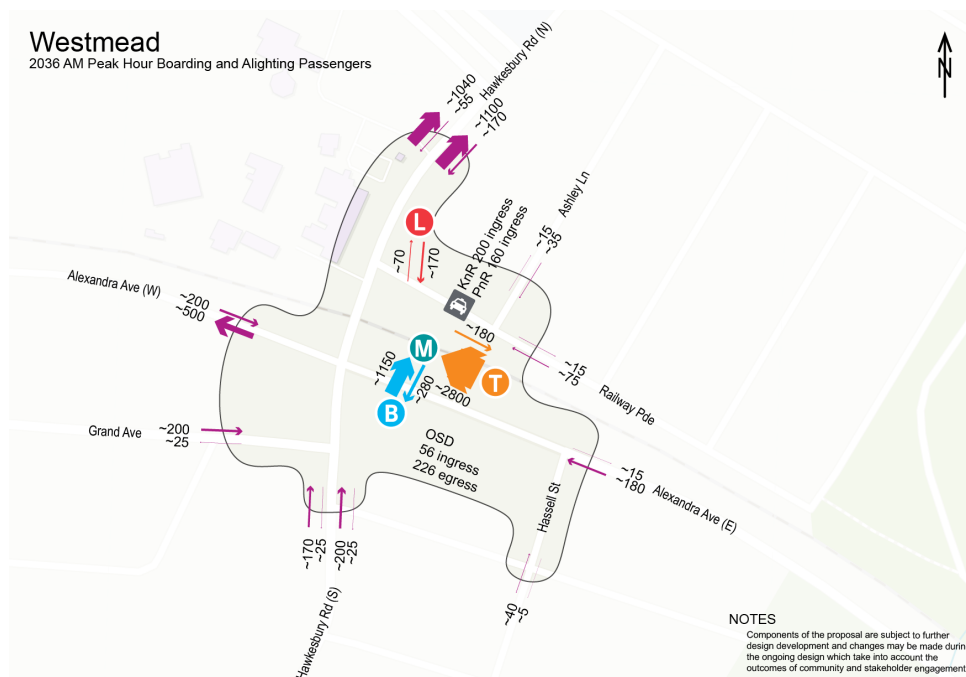 Westmead
2036 AM Peak Hour Boarding and Alighting Passengers
N
Hawkesbury Rd (N)
~1040
~55
~1100
~170
L
~70
~170
KnR 200 ingress
PnR 160 ingress
Ashley Ln
~15
~35
Alexandra Ave (W)
~200
~500
~180
M
~1150
~280
~2800
B
T
~15
~75
Railway Pde
Grand Ave
~200
~25
OSD
56 ingress
226 egress
Hassell St
~15
~180
Alexandra Ave (E)
~170
~25
~200
~25
Hawkesbury Rd (S)
~40
~5
NOTES
Components of the proposal are subject to further
design development and changes may be made durin
the ongoing design which take into account the
outcomes of community and stakeholder engagement